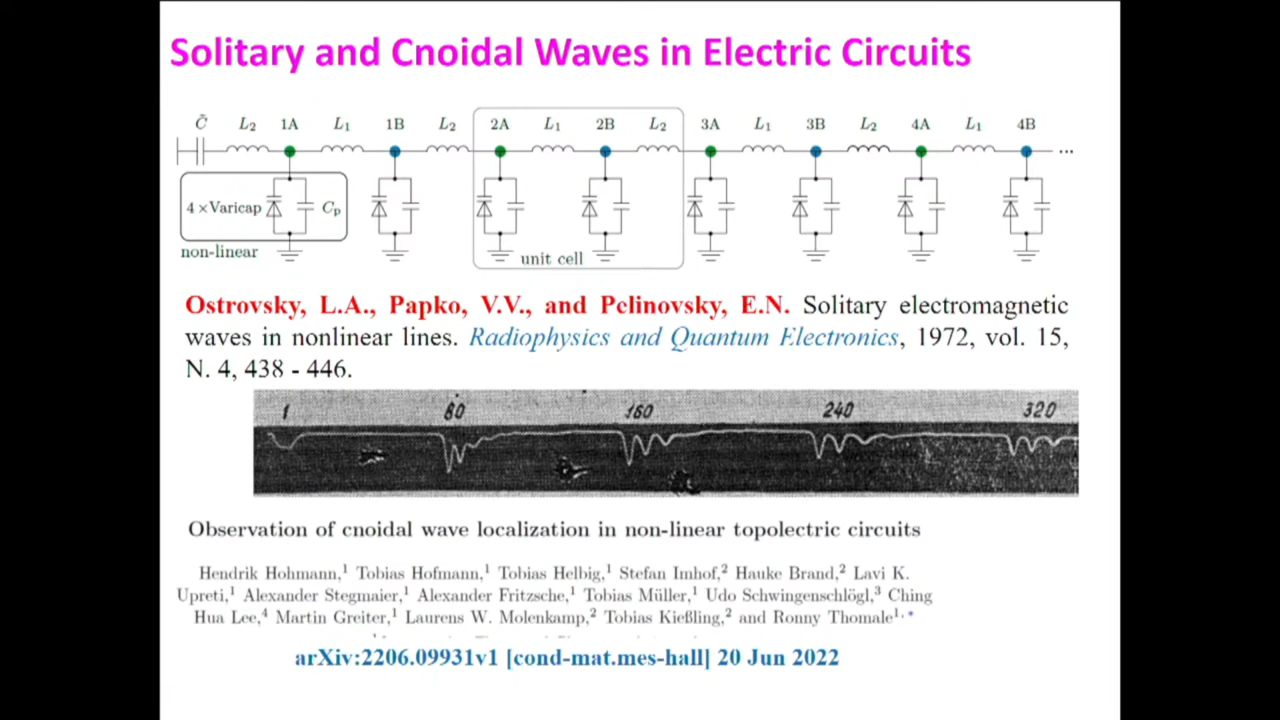 Solitary and Cnoidal Waves in Electric Circuits
C̃ L₂ 1A L₁ 1B L₂ 2A L₁ 2B L₂ 3A L₁ 3B L₂ 4A L₁ 4B
...
4 ×Varicap Cₚ
non-linear
unit cell
Ostrovsky, L.A., Papko, V.V., and Pelinovsky, E.N. Solitary electromagnetic
waves in nonlinear lines. Radiophysics and Quantum Electronics, 1972, vol. 15,
N. 4, 438 - 446.
1 80 160 240 320
Observation of cnoidal wave localization in non-linear topolectric circuits
Hendrik Hohmann,¹ Tobias Hofmann,¹ Tobias Helbig,¹ Stefan Imhof,² Hauke Brand,² Lavi K.
Upreti,¹ Alexander Stegmaier,¹ Alexander Fritzsche,¹ Tobias Müller,¹ Udo Schwingenschlögl,³ Ching
Hua Lee,⁴ Martin Greiter,¹ Laurens W. Molenkamp,² Tobias Kießling,² and Ronny Thomale¹,*
arXiv:2206.09931v1 [cond-mat.mes-hall] 20 Jun 2022